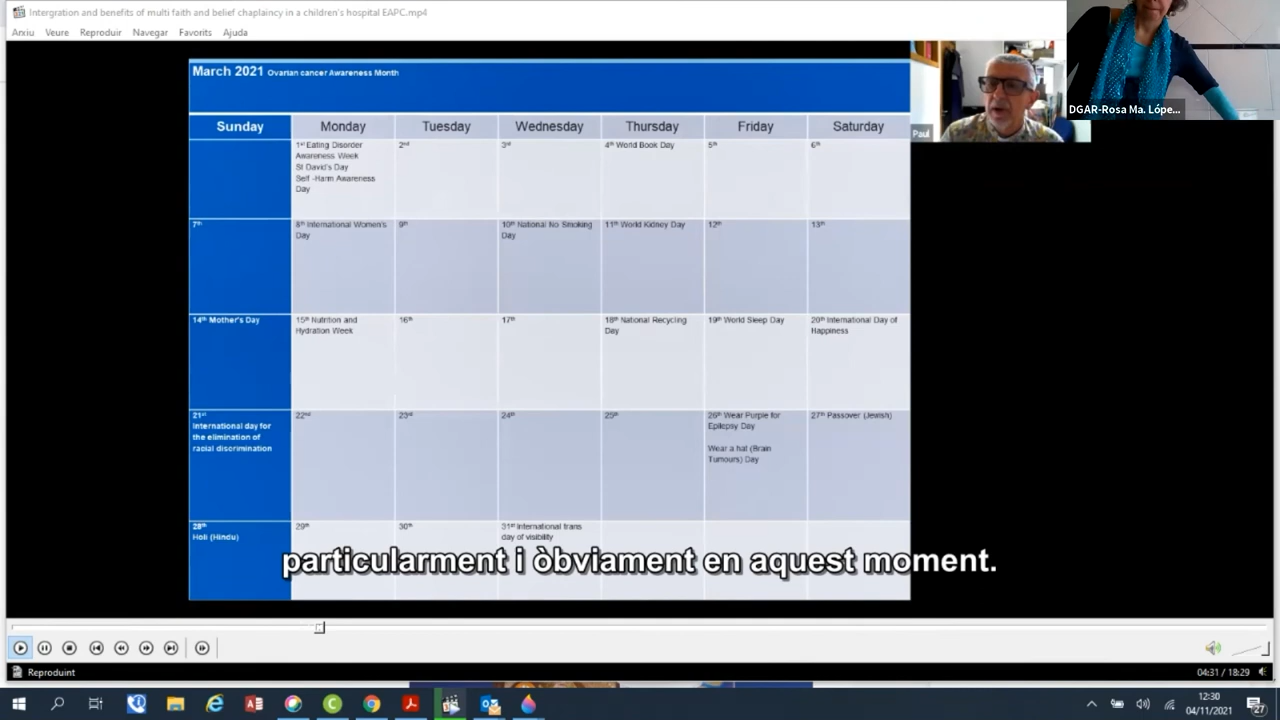 Intergration and benefits of multi faith and belief chaplaincy in a children's hospital EAPC.mp4
Arxiu Veure Reproduir Navegar Favorits Ajuda
March 2021 Ovarian cancer Awareness Month
Sunday Monday Tuesday Wednesday Thursday Friday Saturday
1st Eating Disorder
Awareness Week
St David's Day
Self -Harm Awareness
Day
2nd
3rd
4th World Book Day
5th
6th
7th
8th International Women's
Day
9th
10th National No Smoking
Day
11th World Kidney Day
12th
13th
14th Mother's Day
15th Nutrition and
Hydration Week
16th
17th
18th National Recycling
Day
19th World Sleep Day
20th International Day of
Happiness
21st
International day for
the elimination of
racial discrimination
22nd
23rd
24th
25th
26th Wear Purple for
Epilepsy Day
Wear a hat (Brain
Tumours) Day
27th Passover (Jewish)
28th
Holi (Hindu)
29th
30th
31st International trans
day of visibility
Paul
DGAR-Rosa Ma. Lópe...
particularment i òbviament en aquest moment.
Reproduint
04:31 / 18:29
12:30
04/11/2021
27